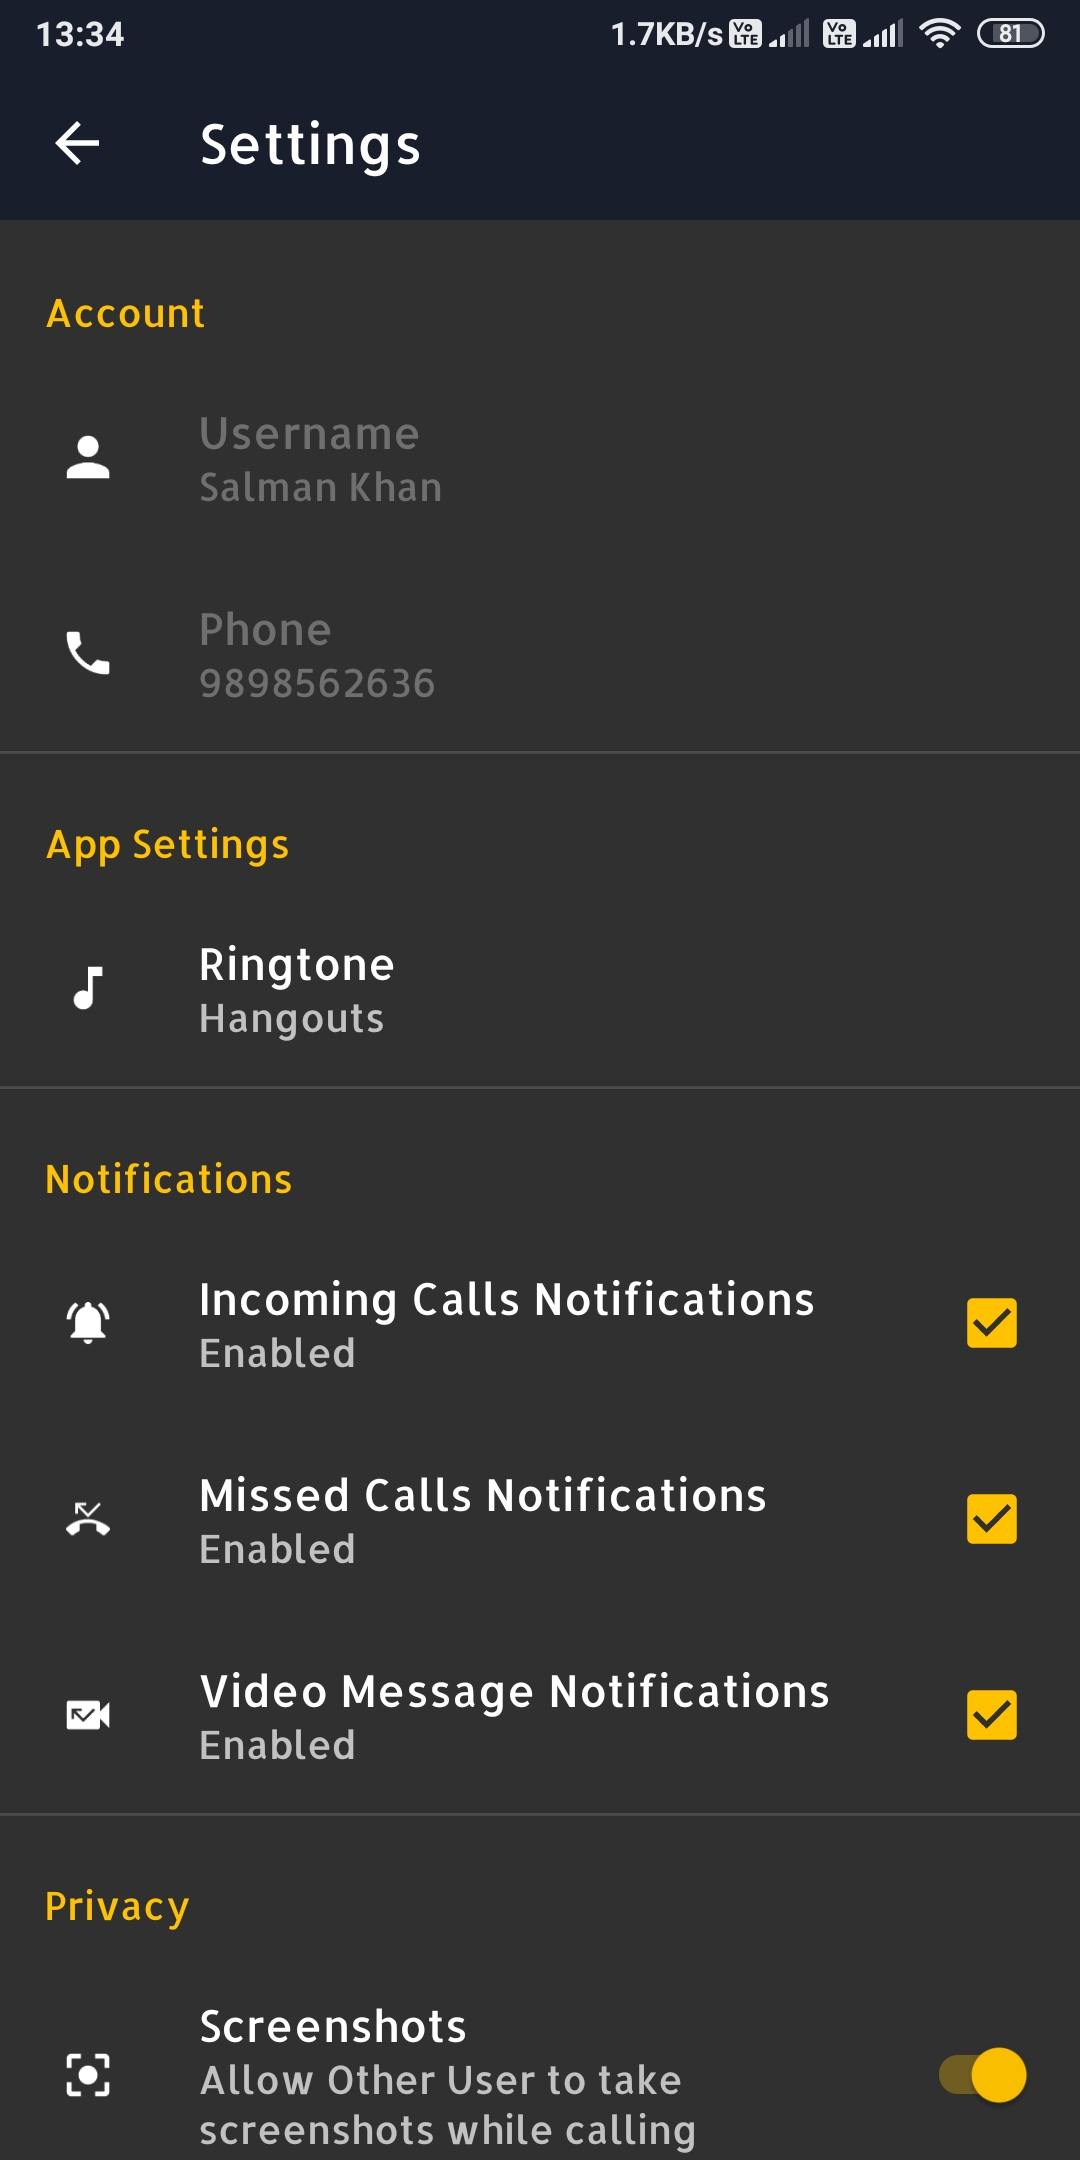 13:34 1.7KB/s Vo LTE Vo LTE 81
Settings
Account
Username
Salman Khan
Phone
9898562636
App Settings
Ringtone
Hangouts
Notifications
Incoming Calls Notifications
Enabled
Missed Calls Notifications
Enabled
Video Message Notifications
Enabled
Privacy
Screenshots
Allow Other User to take
screenshots while calling